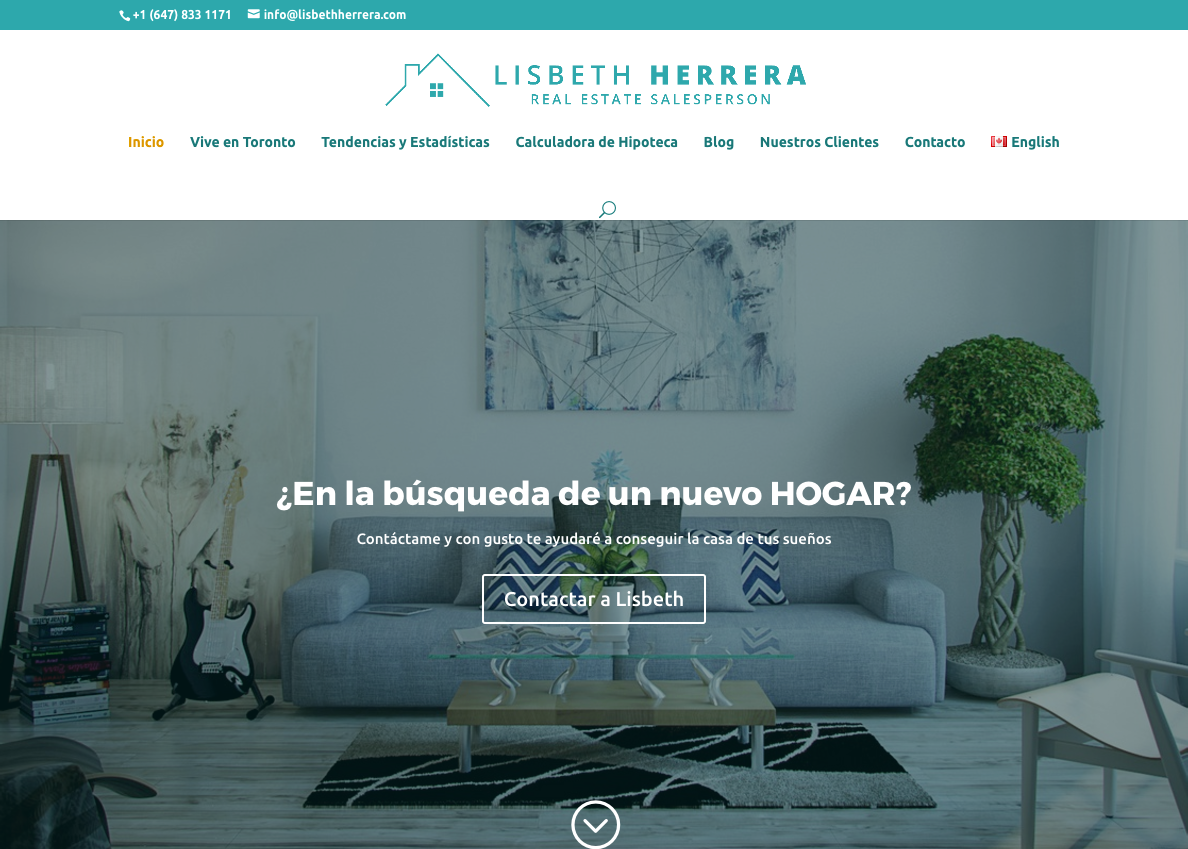 +1 (647) 833 1171 info@lisbethherrera.com
LISBETH HERRERA
REAL ESTATE SALESPERSON
Inicio Vive en Toronto Tendencias y Estadísticas Calculadora de Hipoteca Blog Nuestros Clientes Contacto English
¿En la búsqueda de un nuevo HOGAR?
Contáctame y con gusto te ayudaré a conseguir la casa de tus sueños
Contactar a Lisbeth